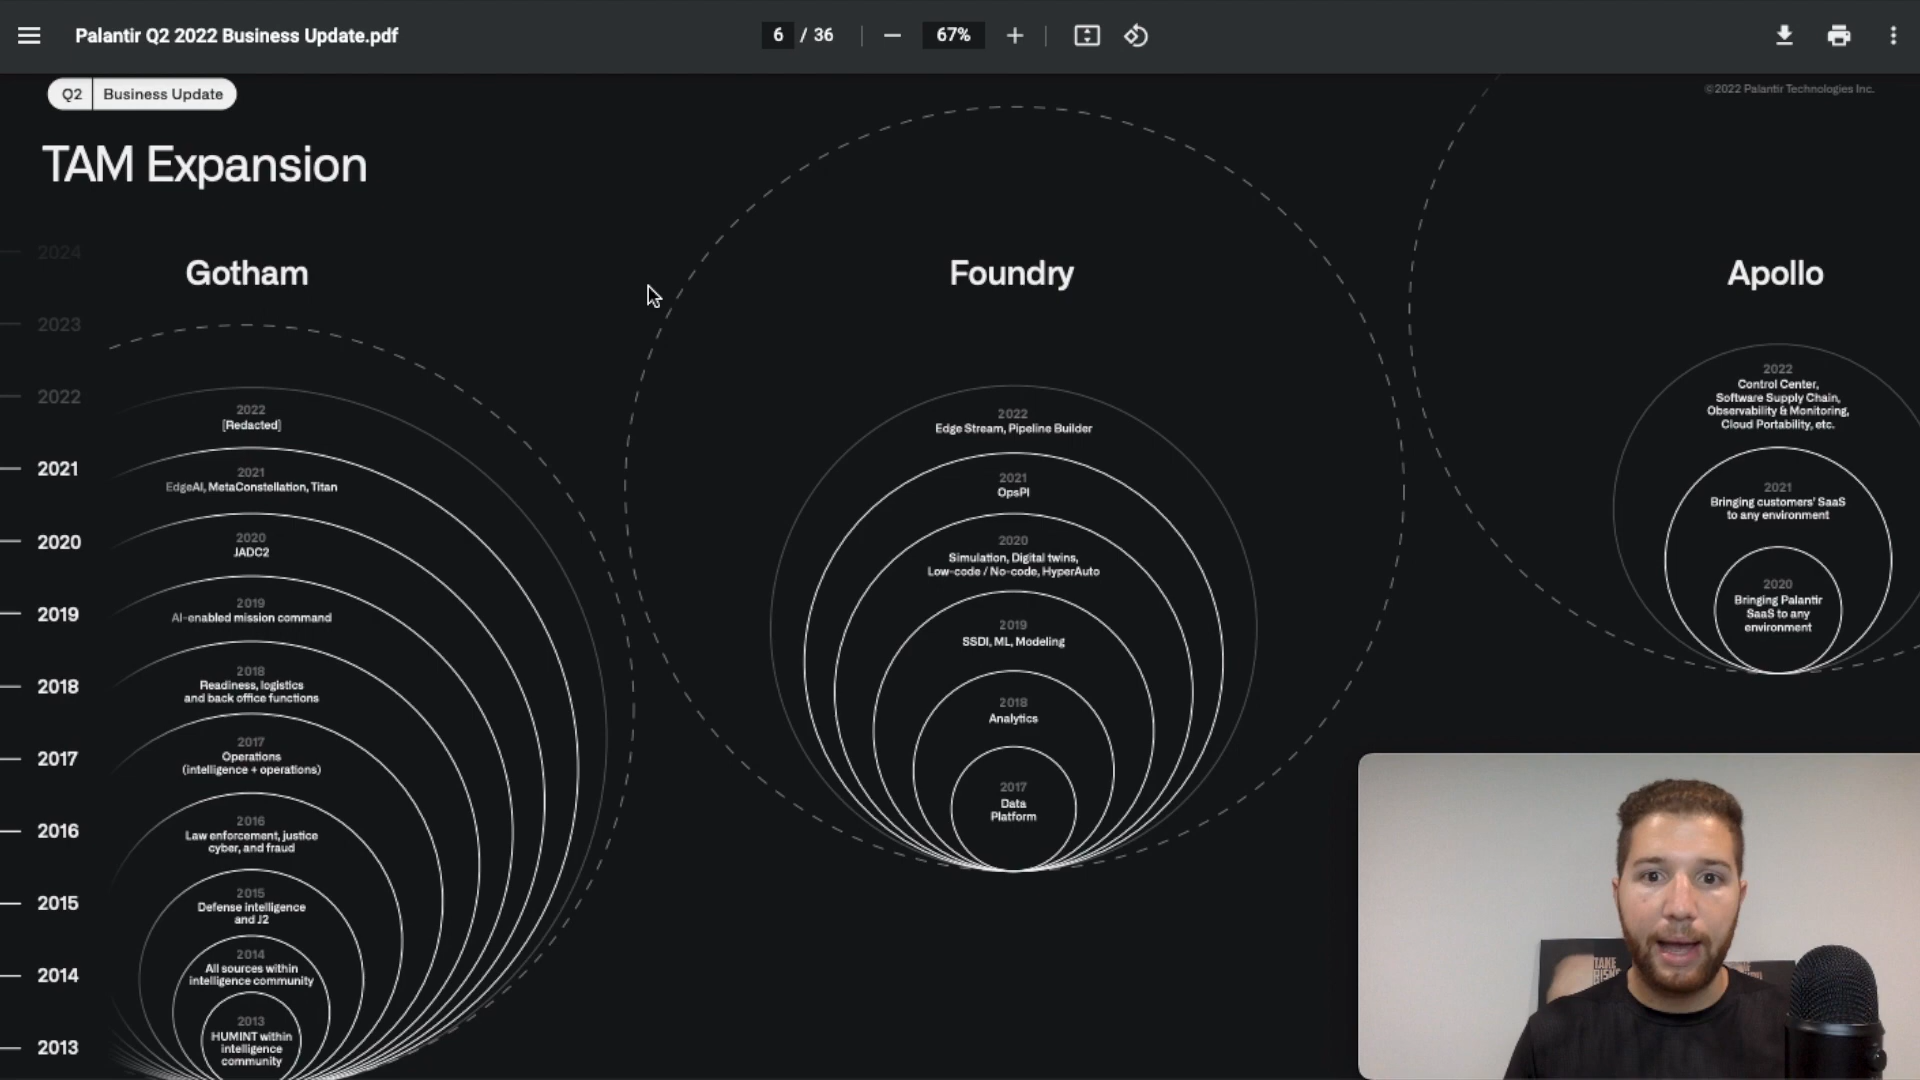 Palantir Q2 2022 Business Update.pdf
6 / 36
67%
Q2 Business Update
©2022 Palantir Technologies Inc.
TAM Expansion
2024
2023
2022
2021
2020
2019
2018
2017
2016
2015
2014
2013
Gotham
2022
[Redacted]
2021
EdgeAI, MetaConstellation, Titan
2020
JADC2
2019
AI-enabled mission command
2018
Readiness, logistics
and back office functions
2017
Operations
(intelligence + operations)
2016
Law enforcement, justice
cyber, and fraud
2015
Defense intelligence
and J2
2014
All sources within
intelligence community
2013
HUMINT within
intelligence
community
Foundry
2022
Edge Stream, Pipeline Builder
2021
OpsPI
2020
Simulation, Digital twins,
Low-code / No-code, HyperAuto
2019
SSDI, ML, Modeling
2018
Analytics
2017
Data
Platform
Apollo
2022
Control Center,
Software Supply Chain,
Observability & Monitoring,
Cloud Portability, etc.
2021
Bringing customers' SaaS
to any environment
2020
Bringing Palantir
SaaS to any
environment
TAKE